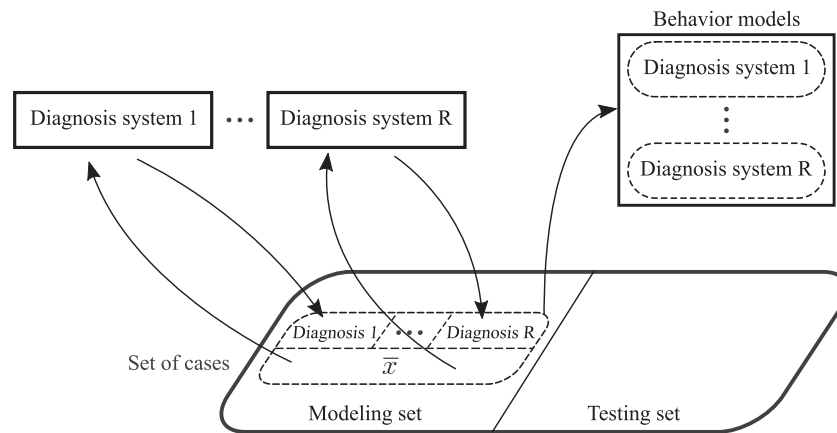 Behavior models
Diagnosis system 1
Diagnosis system 1 ... Diagnosis system R
Diagnosis system R
Diagnosis 1 ... Diagnosis R
Set of cases
x̅
Modeling set
Testing set